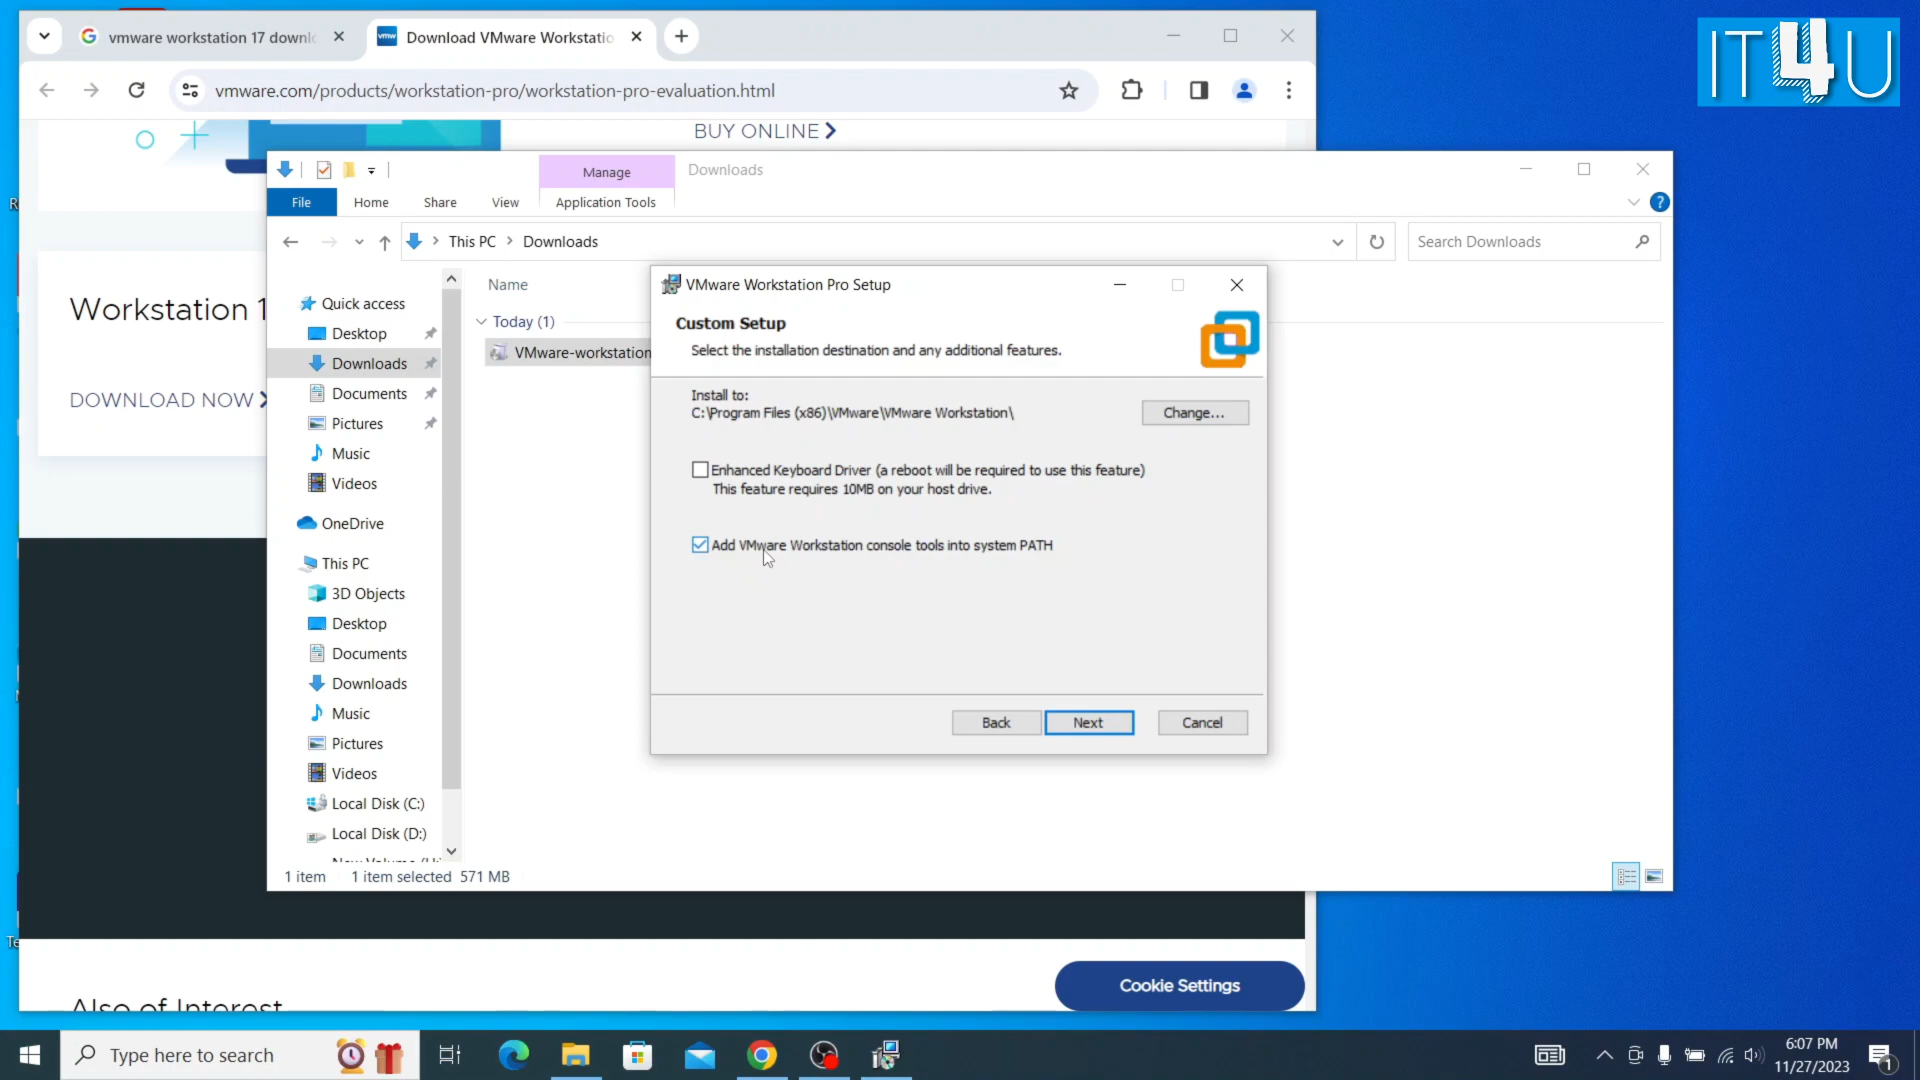 vmware workstation 17 downl
Download VMware Workstatio
vmware.com/products/workstation-pro/workstation-pro-evaluation.html
IT4U
BUY ONLINE
Manage
Downloads
File
Home
Share
View
Application Tools
This PC
Downloads
Search Downloads
Name
Today (1)
VMware-workstation
Quick access
Desktop
Downloads
Documents
Pictures
Music
Videos
OneDrive
This PC
3D Objects
Desktop
Documents
Downloads
Music
Pictures
Videos
Local Disk (C:)
Local Disk (D:)
1 item
1 item selected 571 MB
Workstation 1
DOWNLOAD NOW
VMware Workstation Pro Setup
Custom Setup
Select the installation destination and any additional features.
Install to:
C:\Program Files (x86)\VMware\VMware Workstation\
Change...
Enhanced Keyboard Driver (a reboot will be required to use this feature)
This feature requires 10MB on your host drive.
Add VMware Workstation console tools into system PATH
Back
Next
Cancel
Also of Interest
Cookie Settings
Type here to search
6:07 PM
11/27/2023
1